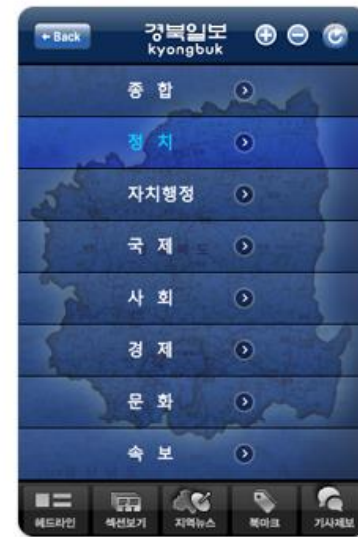 ← Back
경북일보
kyongbuk
종 합
정 치
자치행정
국 제
사 회
경 제
문 화
속 보
헤드라인 섹션보기 지역뉴스 북마크 기사제보